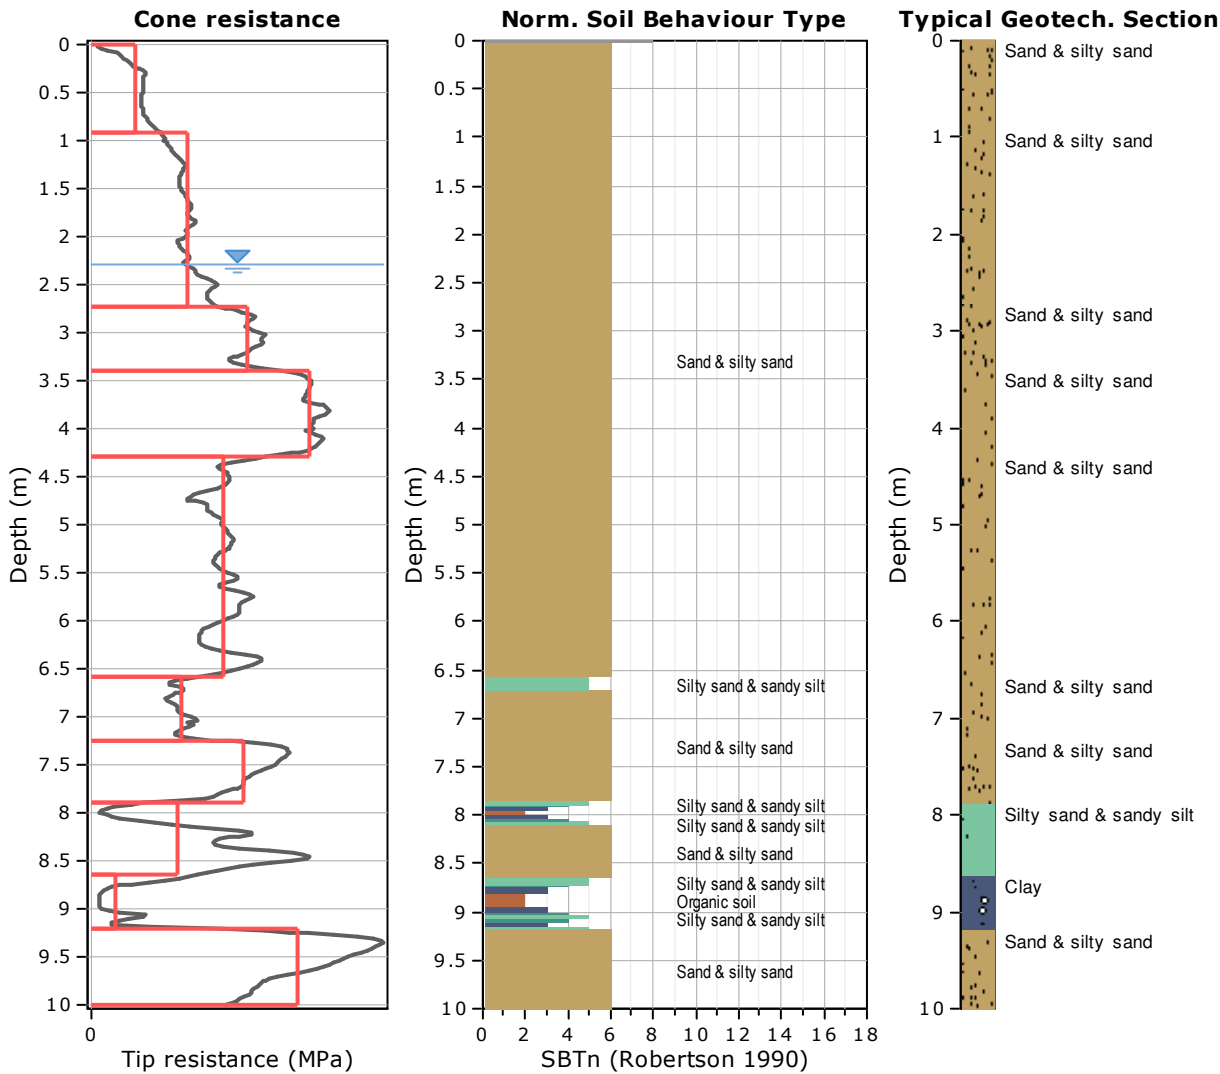 Cone resistance
0
0.5
1
1.5
2
2.5
3
3.5
4
4.5
5
5.5
6
6.5
7
7.5
8
8.5
9
9.5
10
Depth (m)
0
Tip resistance (MPa)
Norm. Soil Behaviour Type
0
0.5
1
1.5
2
2.5
3
3.5
4
4.5
5
5.5
6
6.5
7
7.5
8
8.5
9
9.5
10
Depth (m)
Sand & silty sand
Silty sand & sandy silt
Sand & silty sand
Silty sand & sandy silt
Silty sand & sandy silt
Sand & silty sand
Silty sand & sandy silt
Organic soil
Silty sand & sandy silt
Sand & silty sand
0 2 4 6 8 10 12 14 16 18
SBTn (Robertson 1990)
Typical Geotech. Section
0
1
2
3
4
5
6
7
8
9
10
Depth (m)
Sand & silty sand
Sand & silty sand
Sand & silty sand
Sand & silty sand
Sand & silty sand
Sand & silty sand
Sand & silty sand
Silty sand & sandy silt
Clay
Sand & silty sand